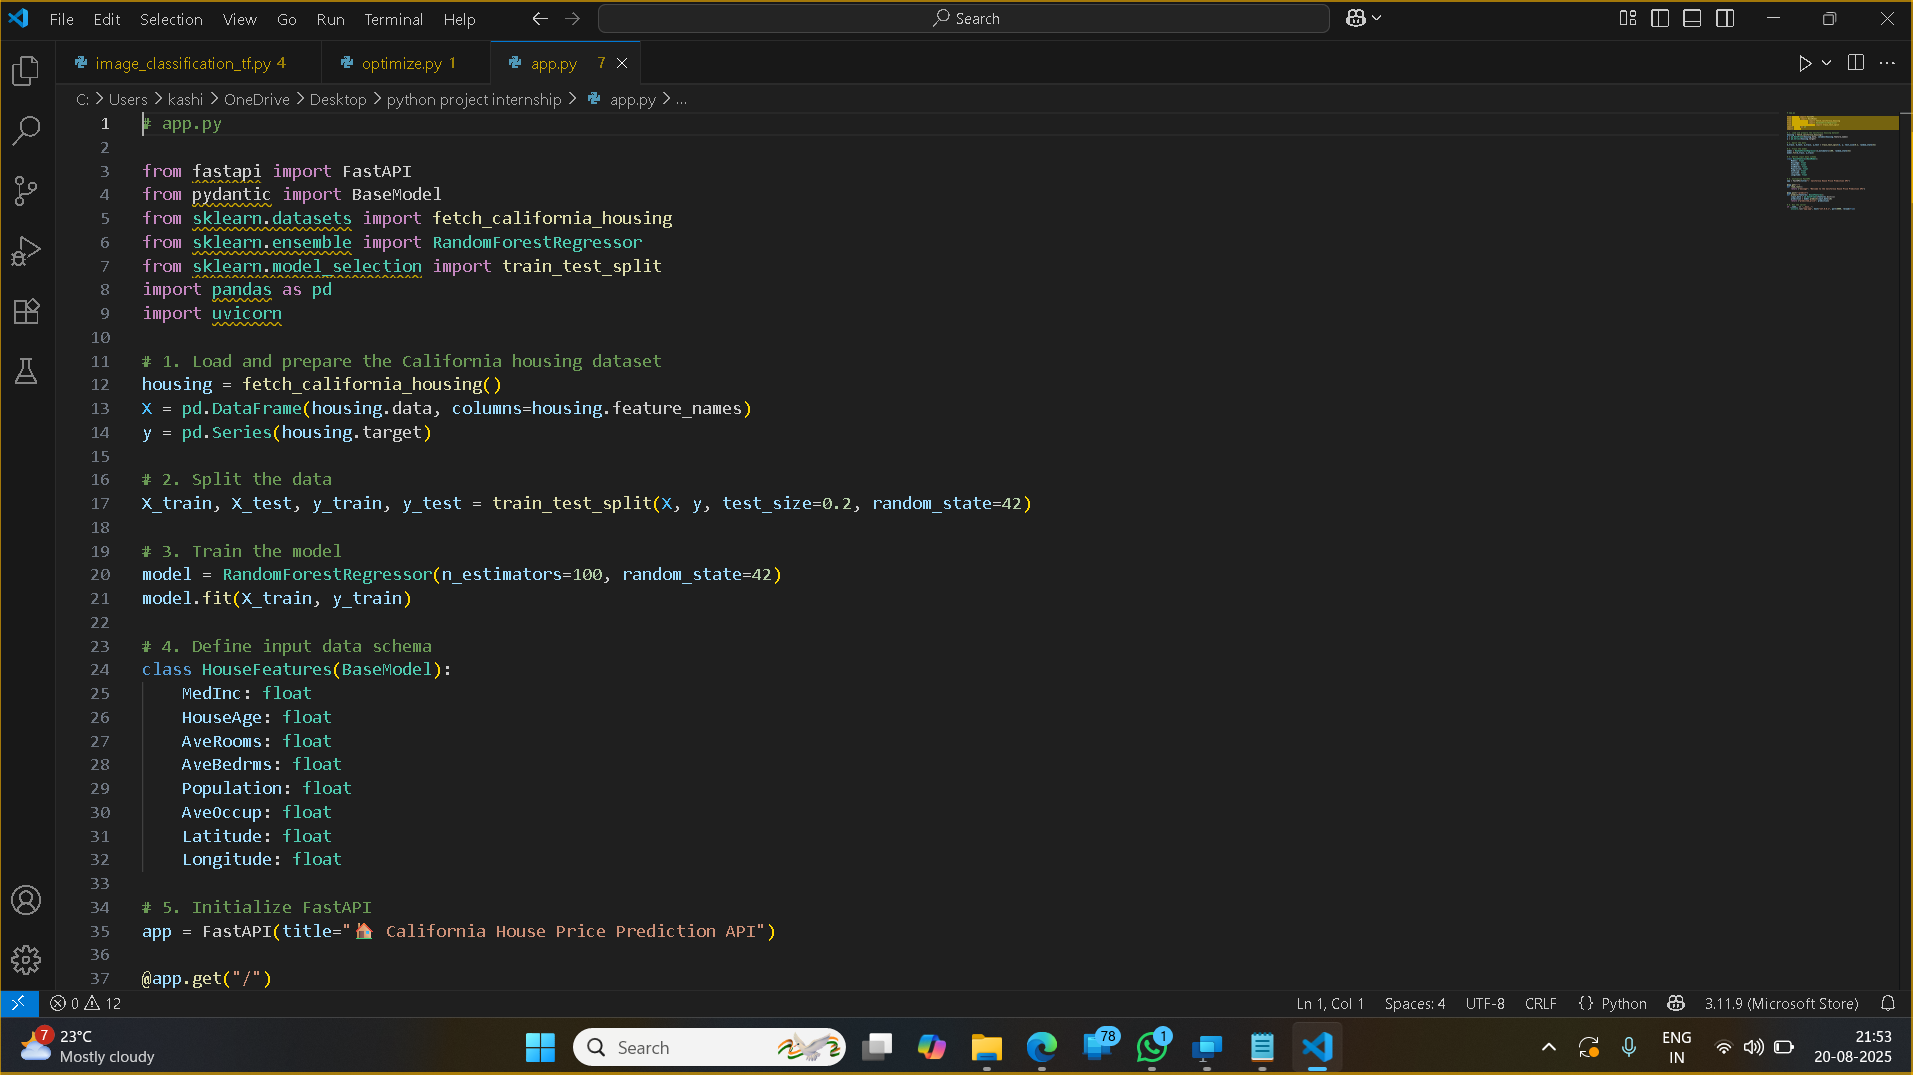 File Edit Selection View Go Run Terminal Help Search
image_classification_tf.py 4 optimize.py 1 app.py 7
C: > Users > kashi > OneDrive > Desktop > python project internship > app.py > ...
1 # app.py
2
3 from fastapi import FastAPI
4 from pydantic import BaseModel
5 from sklearn.datasets import fetch_california_housing
6 from sklearn.ensemble import RandomForestRegressor
7 from sklearn.model_selection import train_test_split
8 import pandas as pd
9 import uvicorn
10
11 # 1. Load and prepare the California housing dataset
12 housing = fetch_california_housing()
13 X = pd.DataFrame(housing.data, columns=housing.feature_names)
14 y = pd.Series(housing.target)
15
16 # 2. Split the data
17 X_train, X_test, y_train, y_test = train_test_split(X, y, test_size=0.2, random_state=42)
18
19 # 3. Train the model
20 model = RandomForestRegressor(n_estimators=100, random_state=42)
21 model.fit(X_train, y_train)
22
23 # 4. Define input data schema
24 class HouseFeatures(BaseModel):
25     MedInc: float
26     HouseAge: float
27     AveRooms: float
28     AveBedrms: float
29     Population: float
30     AveOccup: float
31     Latitude: float
32     Longitude: float
33
34 # 5. Initialize FastAPI
35 app = FastAPI(title="🏠 California House Price Prediction API")
36
37 @app.get("/")
0 12 Ln 1, Col 1 Spaces: 4 UTF-8 CRLF {} Python 3.11.9 (Microsoft Store)
7 23°C
Mostly cloudy
Search
78 1
ENG
IN
21:53
20-08-2025